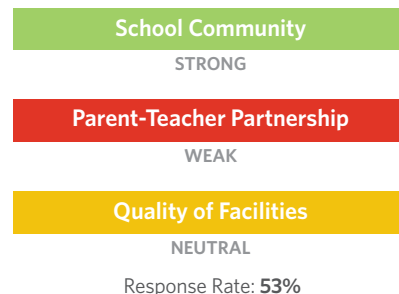 School Community
STRONG
Parent-Teacher Partnership
WEAK
Quality of Facilities
NEUTRAL
Response Rate: 53%